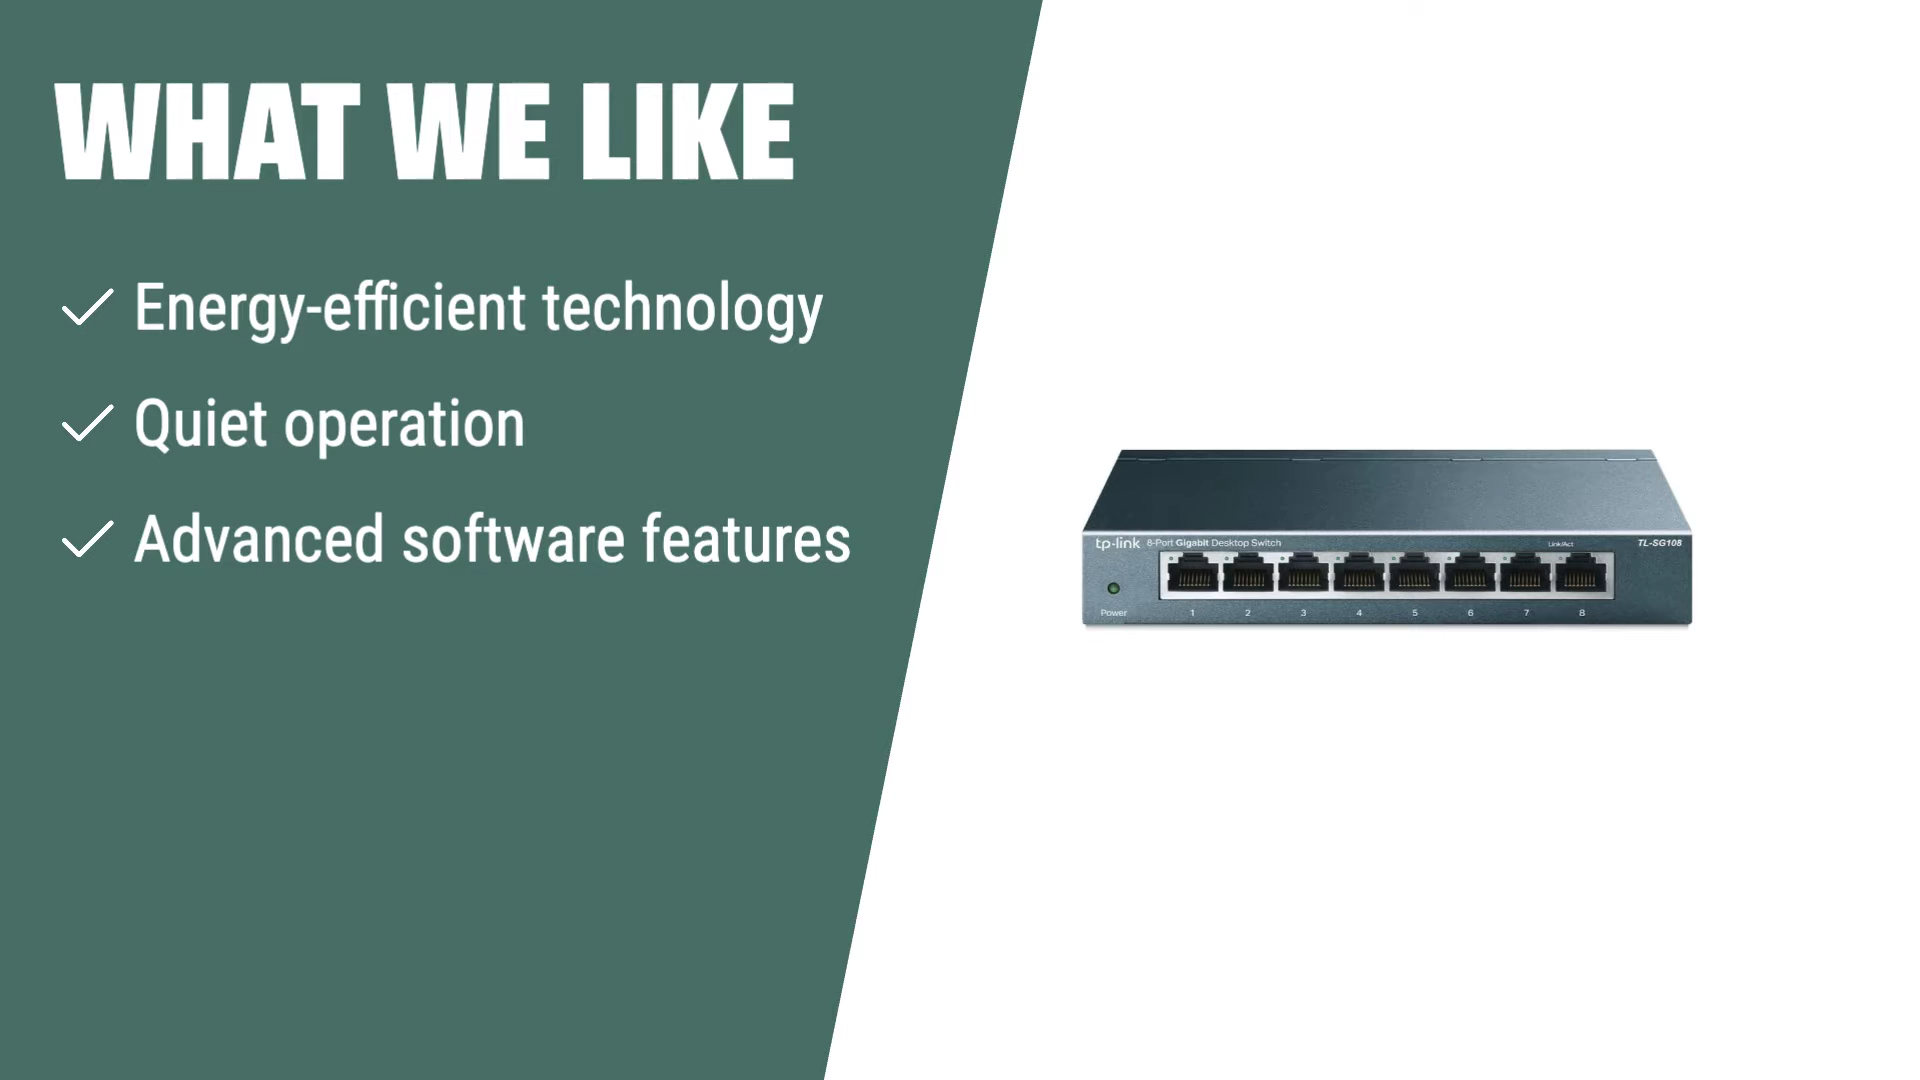 WHAT WE LIKE
Energy-efficient technology
Quiet operation
Advanced software features
tp-link 8-Port Gigabit Desktop Switch Link/Act TL-SG108
Power 1 2 3 4 5 6 7 8